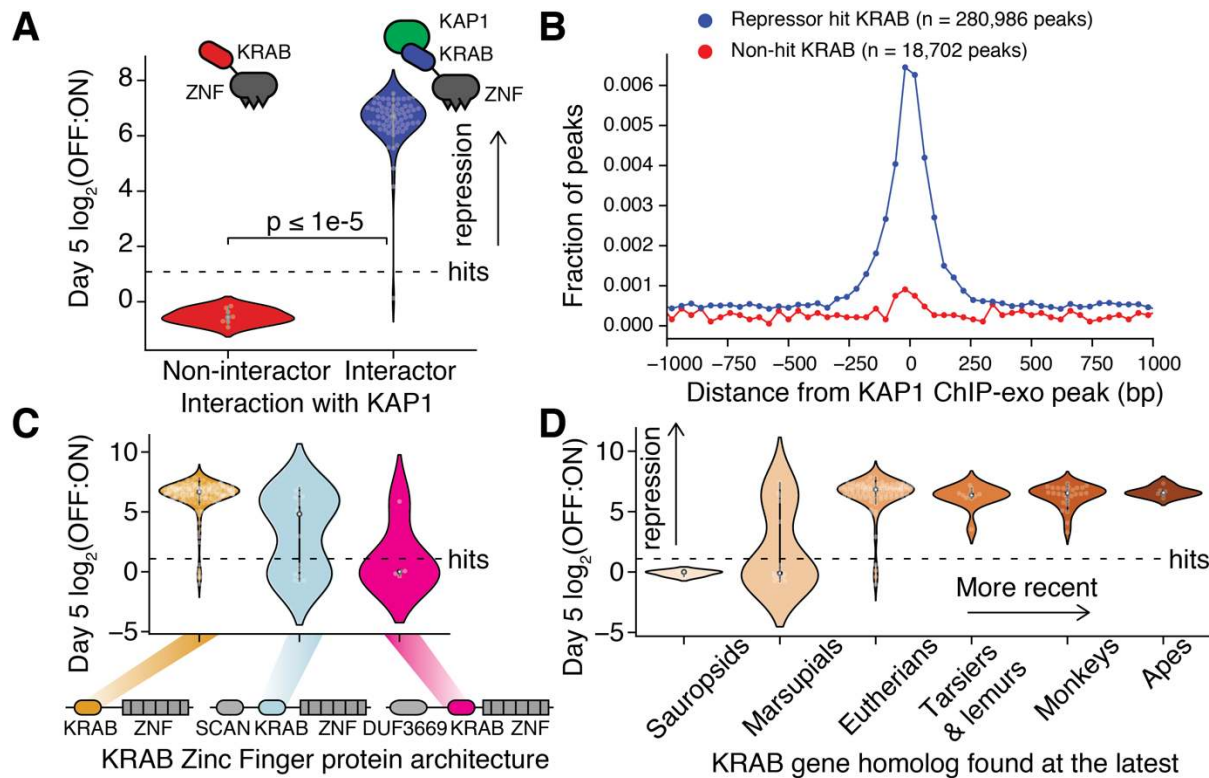 A
KAP1
KRAB
KRAB
ZNF
ZNF
Day 5 log2(OFF:ON)
8
6
4
2
0
p ≤ 1e-5
repression
hits
Non-interactor Interactor
Interaction with KAP1
B
Repressor hit KRAB (n = 280,986 peaks)
Non-hit KRAB (n = 18,702 peaks)
Fraction of peaks
0.006
0.005
0.004
0.003
0.002
0.001
0.000
−1000 −750 −500 −250 0 250 500 750 1000
Distance from KAP1 ChIP-exo peak (bp)
C
Day 5 log2(OFF:ON)
10
5
0
−5
hits
KRAB ZNF SCAN KRAB ZNF DUF3669 KRAB ZNF
KRAB Zinc Finger protein architecture
D
Day 5 log2(OFF:ON)
10
5
0
−5
repression
hits
More recent
Sauropsids
Marsupials
Eutherians
Tarsiers
& lemurs
Monkeys
Apes
KRAB gene homolog found at the latest